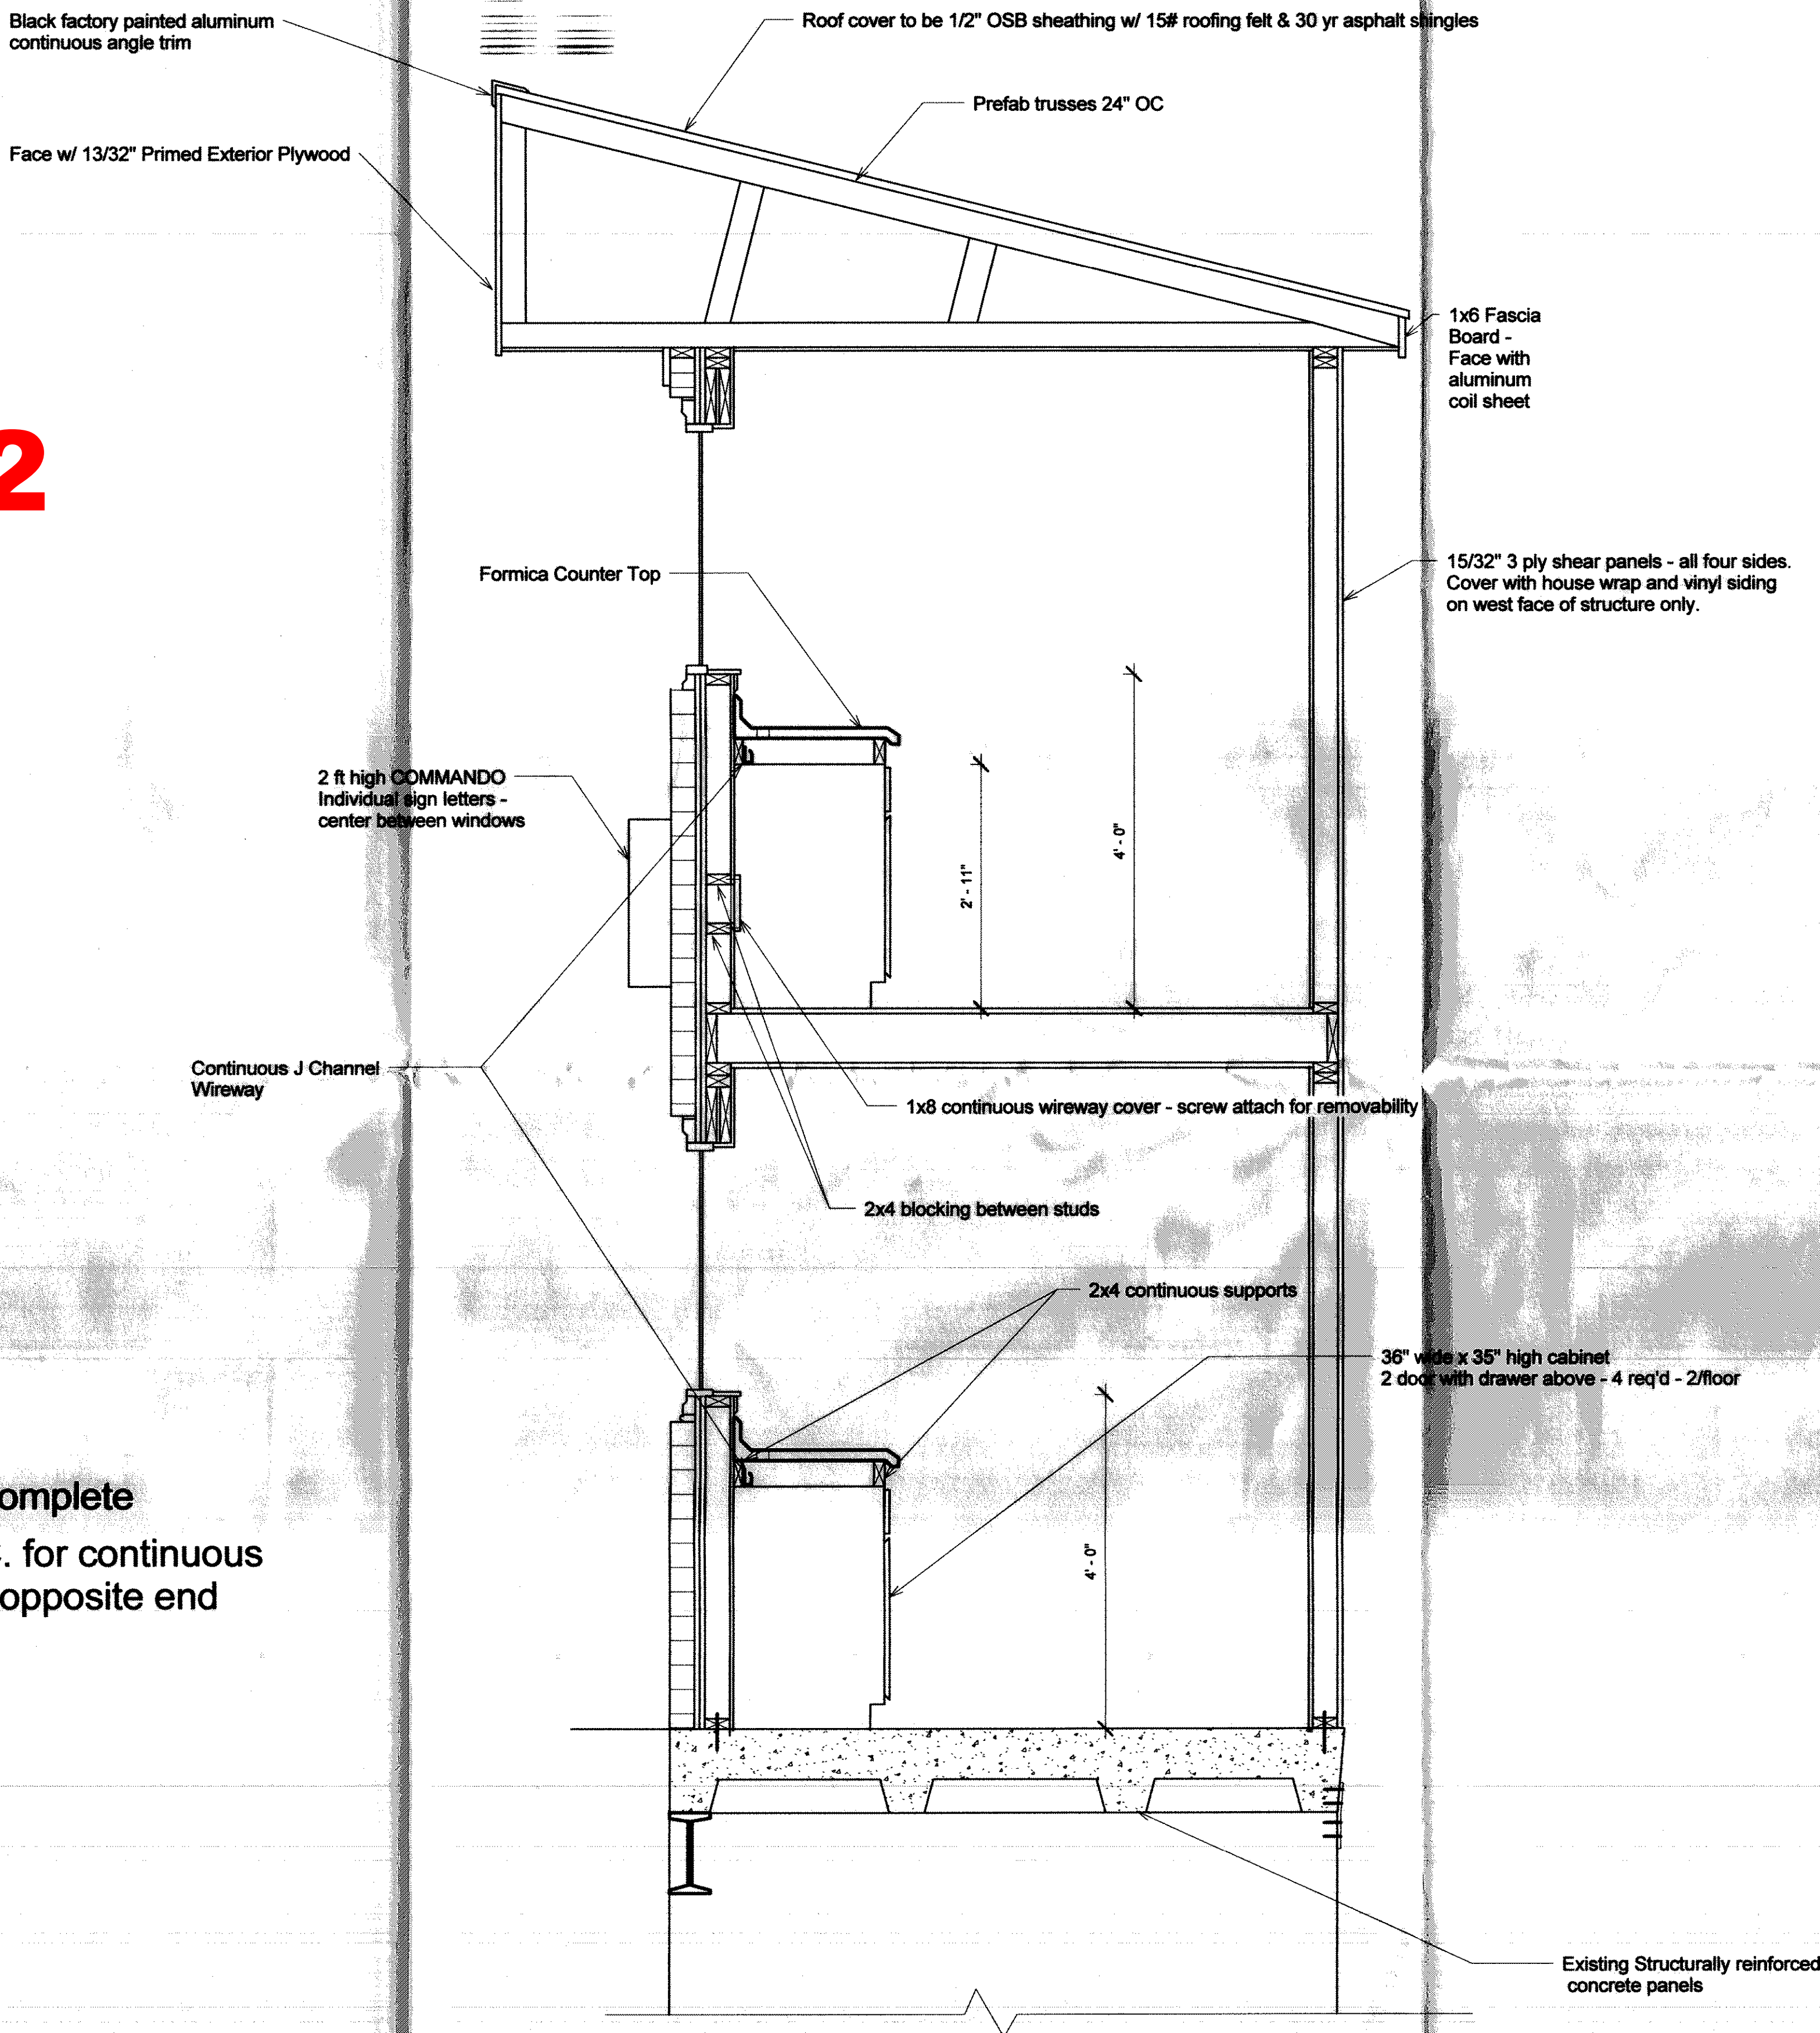 Black factory painted aluminum
continuous angle trim
Roof cover to be 1/2" OSB sheathing w/ 15# roofing felt & 30 yr asphalt shingles
Prefab trusses 24" OC
Face w/ 13/32" Primed Exterior Plywood
1x6 Fascia
Board -
Face with
aluminum
coil sheet
2
15/32" 3 ply shear panels - all four sides.
Cover with house wrap and vinyl siding
on west face of structure only.
Formica Counter Top
2 ft high COMMANDO
Individual sign letters -
center between windows
4' - 0"
2' - 11"
Continuous J Channel
Wireway
1x8 continuous wireway cover - screw attach for removability
2x4 blocking between studs
2x4 continuous supports
36" wide x 35" high cabinet
2 door with drawer above - 4 req'd - 2/floor
omplete
. for continuous
opposite end
4' - 0"
Existing Structurally reinforced
concrete panels